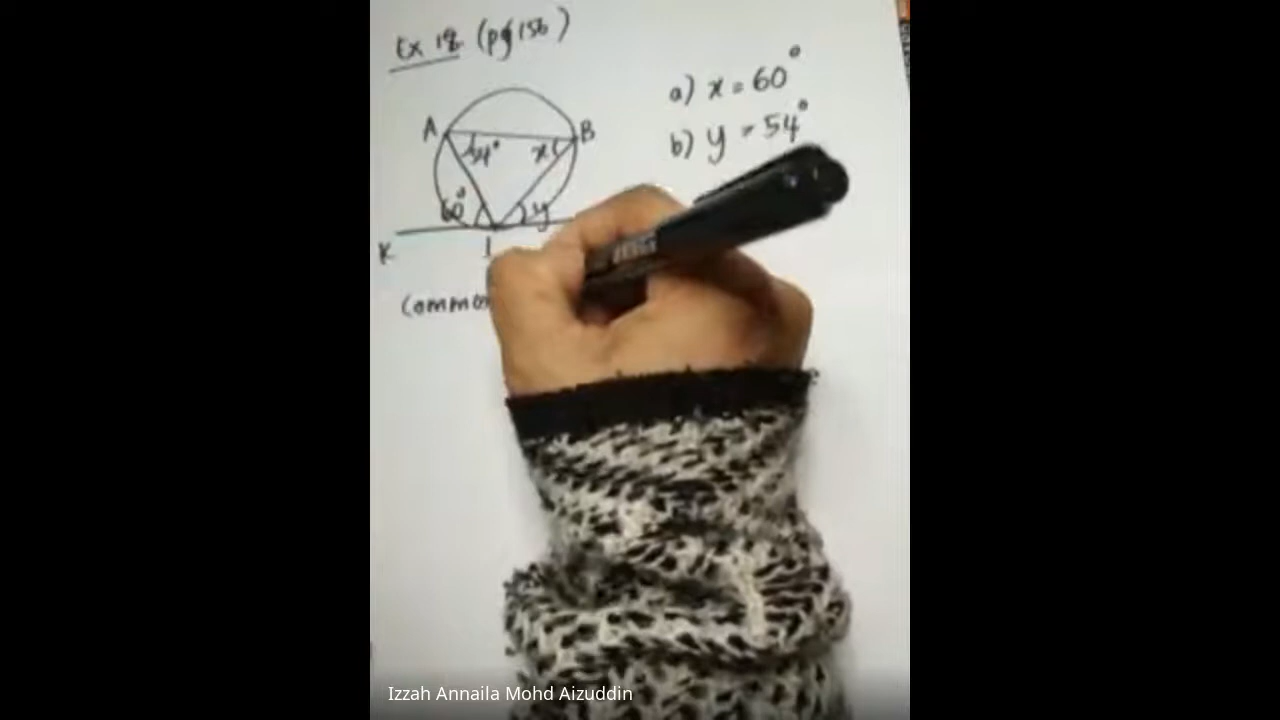 Ex 18 (pg 156)
a) x = 60°
b) y = 54°
A
B
54°
x
60°
y
K
Izzah Annaila Mohd Aizuddin